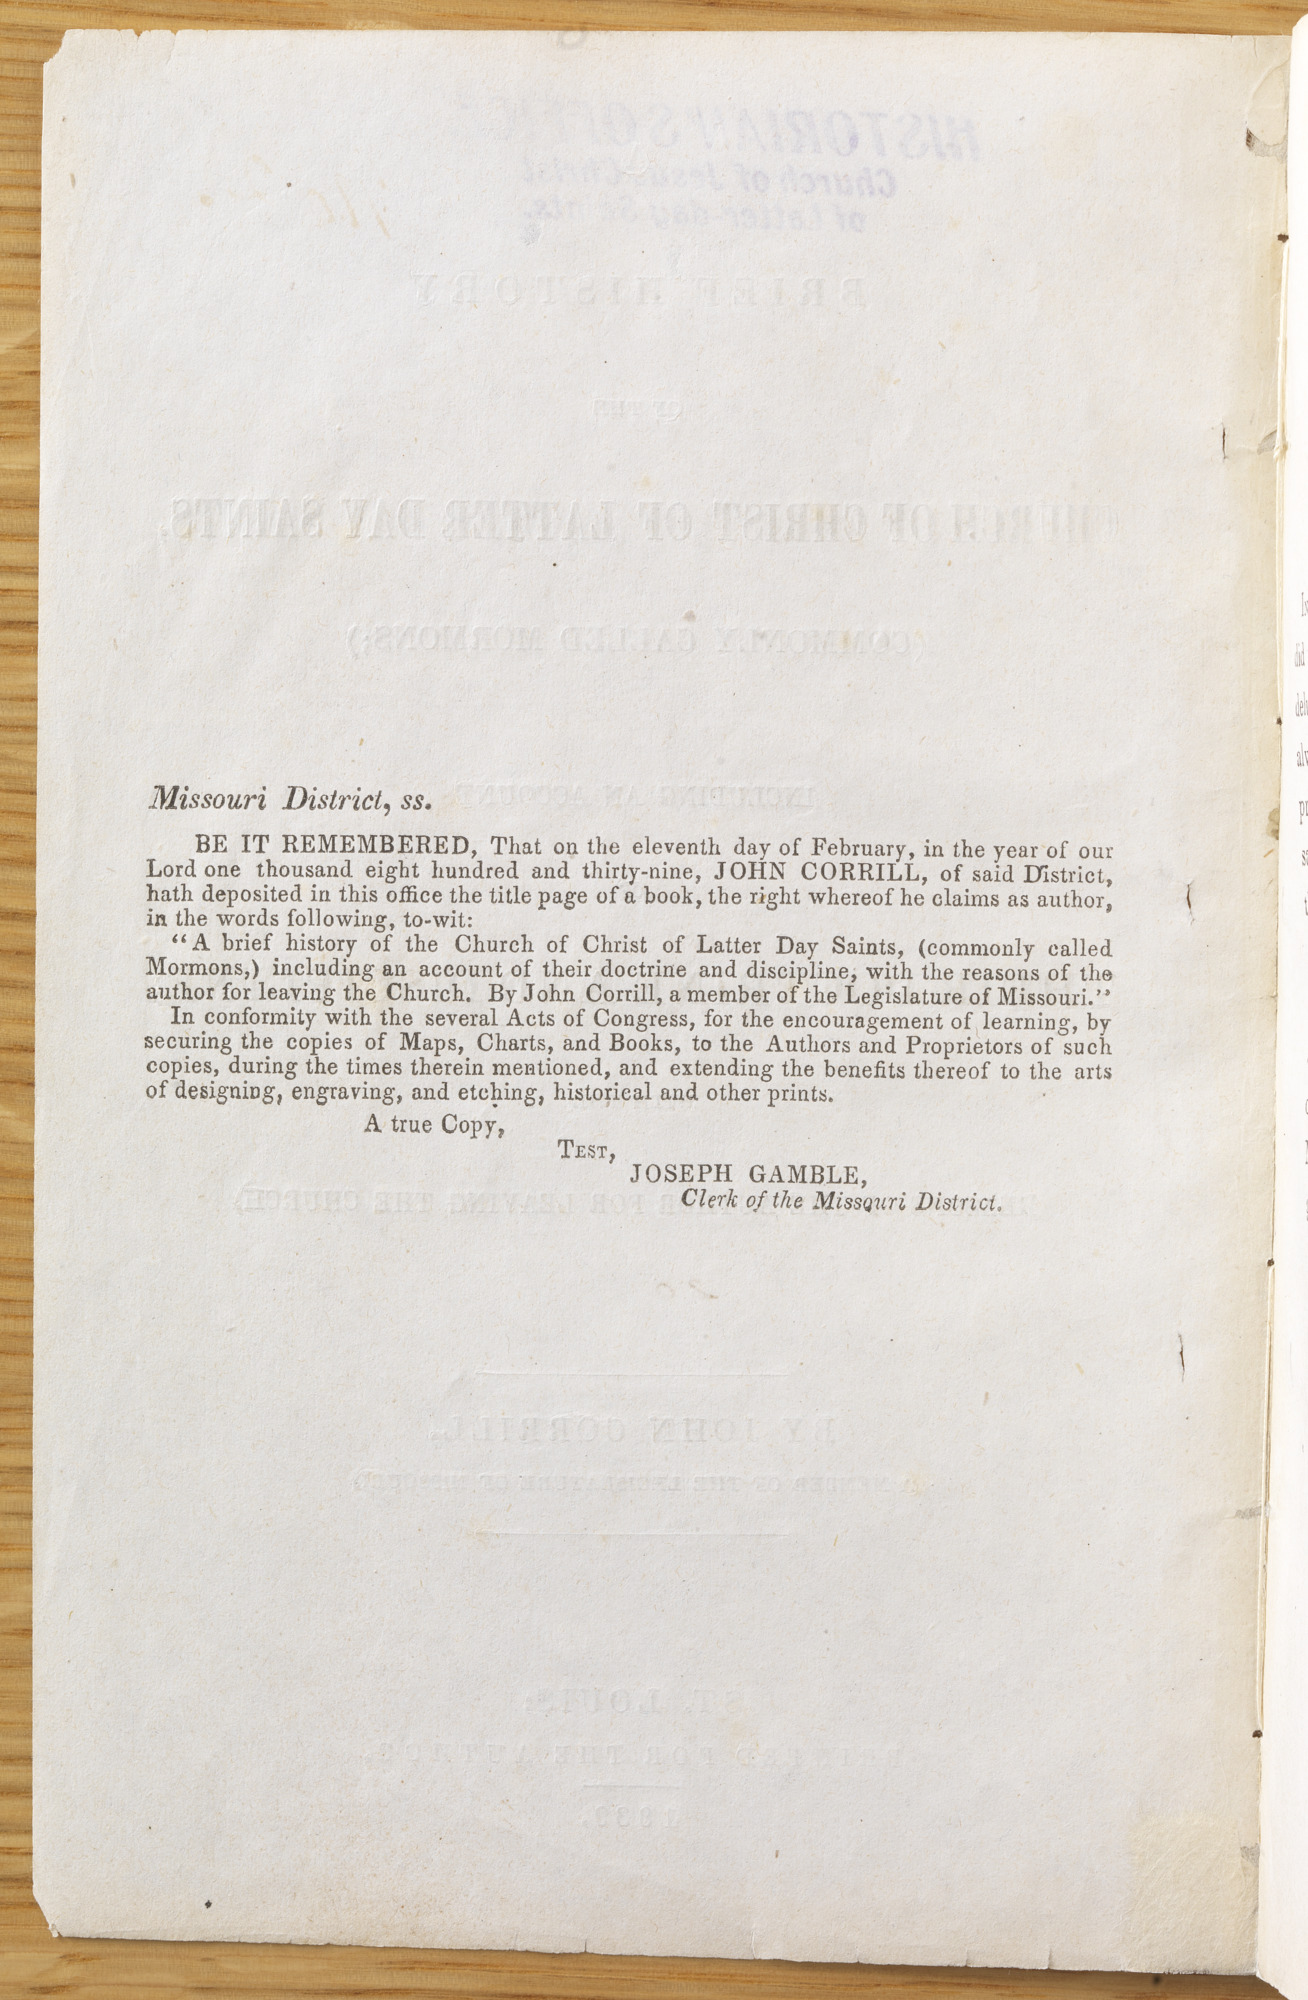 Missouri District, ss.
BE IT REMEMBERED, That on the eleventh day of February, in the year of our
Lord one thousand eight hundred and thirty-nine, JOHN CORRILL, of said District,
hath deposited in this office the title page of a book, the right whereof he claims as author,
in the words following, to-wit:
“A brief history of the Church of Christ of Latter Day Saints, (commonly called
Mormons,) including an account of their doctrine and discipline, with the reasons of the
author for leaving the Church. By John Corrill, a member of the Legislature of Missouri.”
In conformity with the several Acts of Congress, for the encouragement of learning, by
securing the copies of Maps, Charts, and Books, to the Authors and Proprietors of such
copies, during the times therein mentioned, and extending the benefits thereof to the arts
of designing, engraving, and etching, historical and other prints.
A true Copy,
TEST,
JOSEPH GAMBLE,
Clerk of the Missouri District.